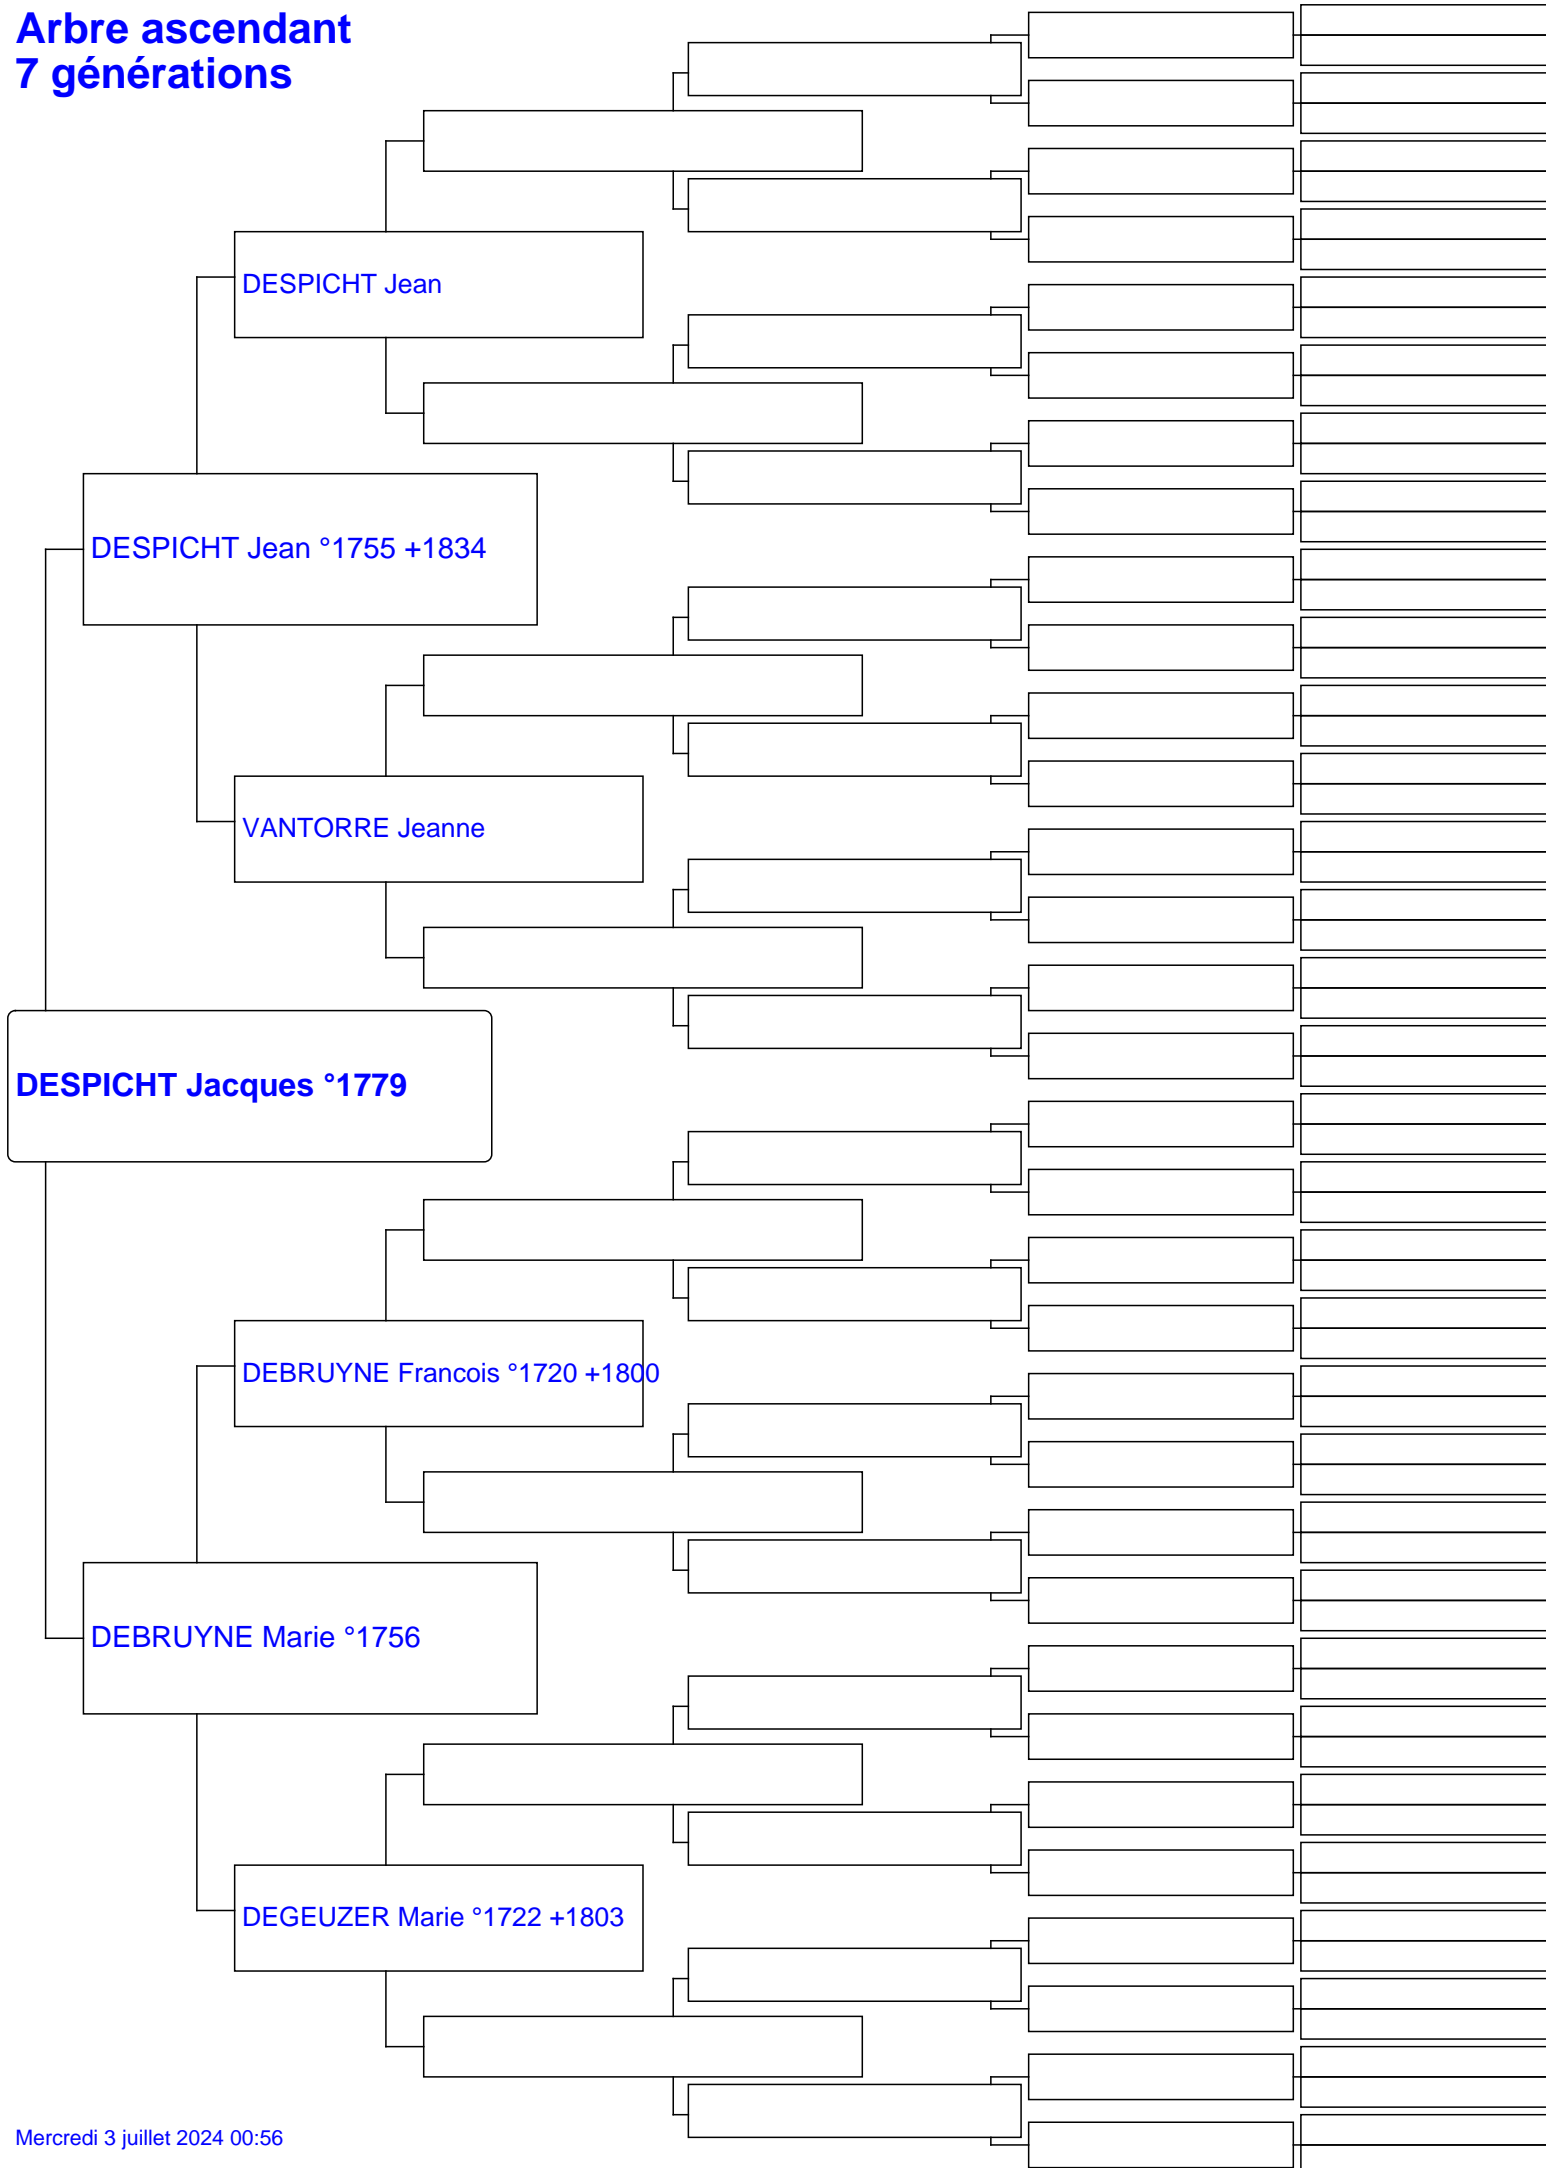 Arbre ascendant
7 générations
DESPICHT Jean
DESPICHT Jean °1755 +1834
VANTORRE Jeanne
DESPICHT Jacques °1779
DEBRUYNE Francois °1720 +1800
DEBRUYNE Marie °1756
DEGEUZER Marie °1722 +1803
Mercredi 3 juillet 2024 00:56